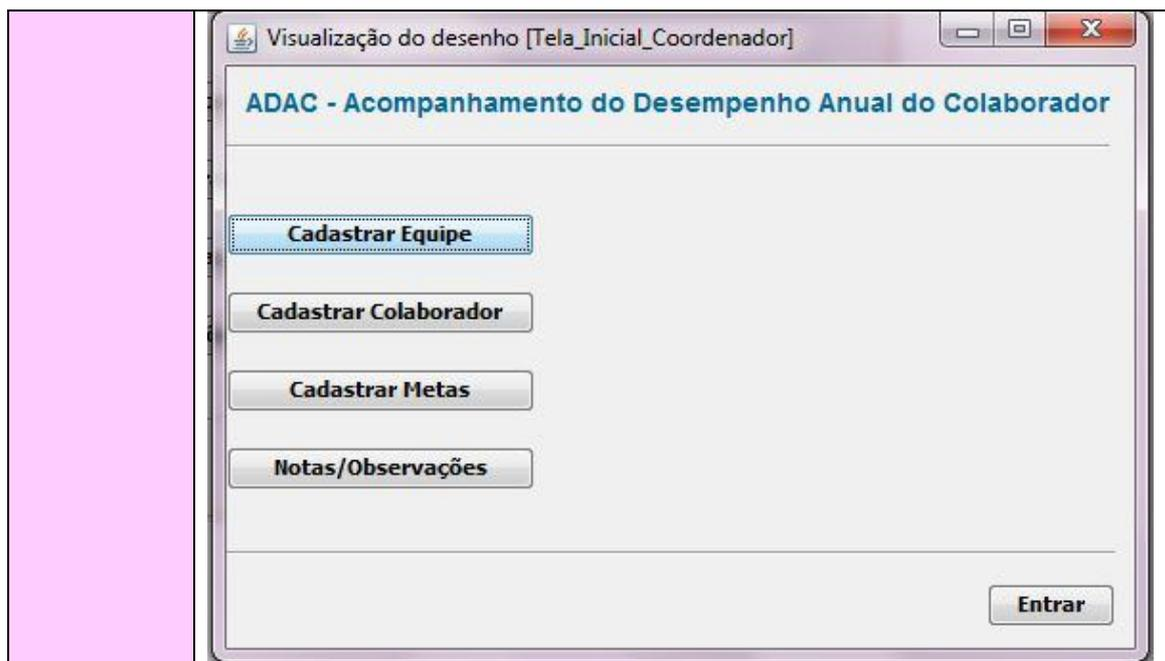 Visualização do desenho [Tela_Inicial_Coordenador]
ADAC - Acompanhamento do Desempenho Anual do Colaborador
Cadastrar Equipe
Cadastrar Colaborador
Cadastrar Metas
Notas/Observações
Entrar